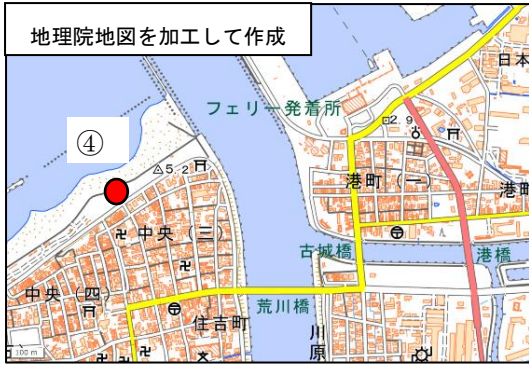 地理院地図を加工して作成
日本
フェリー発着所
2.9
④
5.2
港町(一)
港町
中央(三)
古城橋
港橋
中央(四)
荒川橋
住吉町
川原
100 m